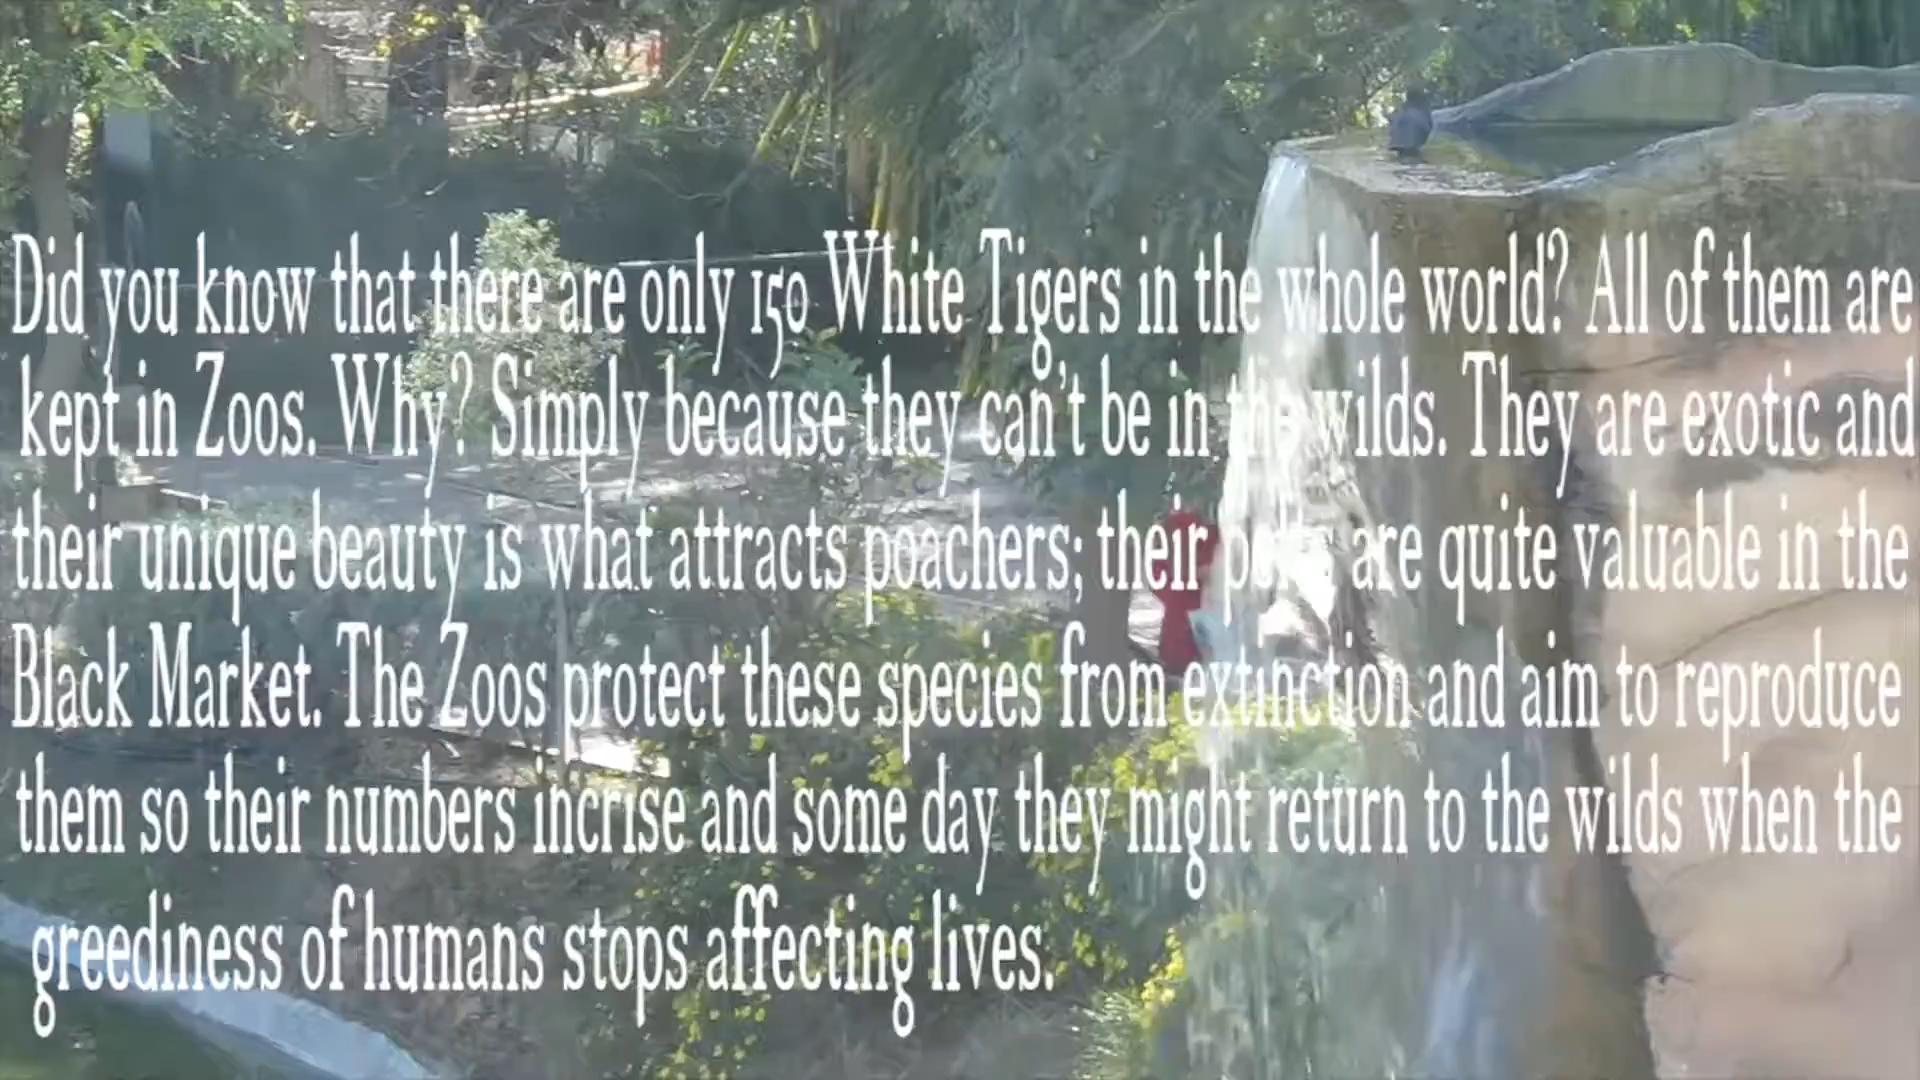 Did you know that there are only 150 White Tigers in the whole world? All of them are
kept in Zoos. Why? Simply because they can't be in the wilds. They are exotic and
their unique beauty is what attracts poachers; their pelts are quite valuable in the
Black Market. The Zoos protect these species from extinction and aim to reproduce
them so their numbers incrise and some day they might return to the wilds when the
greediness of humans stops affecting lives.